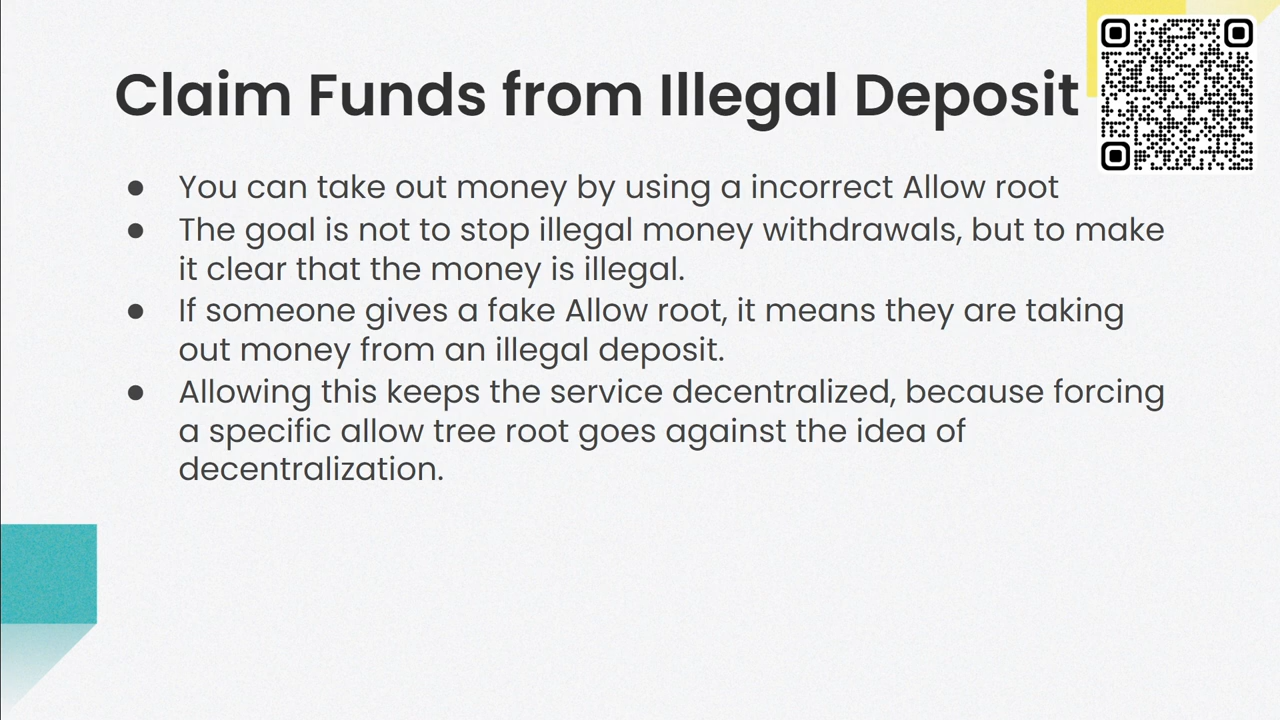 Claim Funds from Illegal Deposit
● You can take out money by using a incorrect Allow root
● The goal is not to stop illegal money withdrawals, but to make
it clear that the money is illegal.
● If someone gives a fake Allow root, it means they are taking
out money from an illegal deposit.
● Allowing this keeps the service decentralized, because forcing
a specific allow tree root goes against the idea of
decentralization.